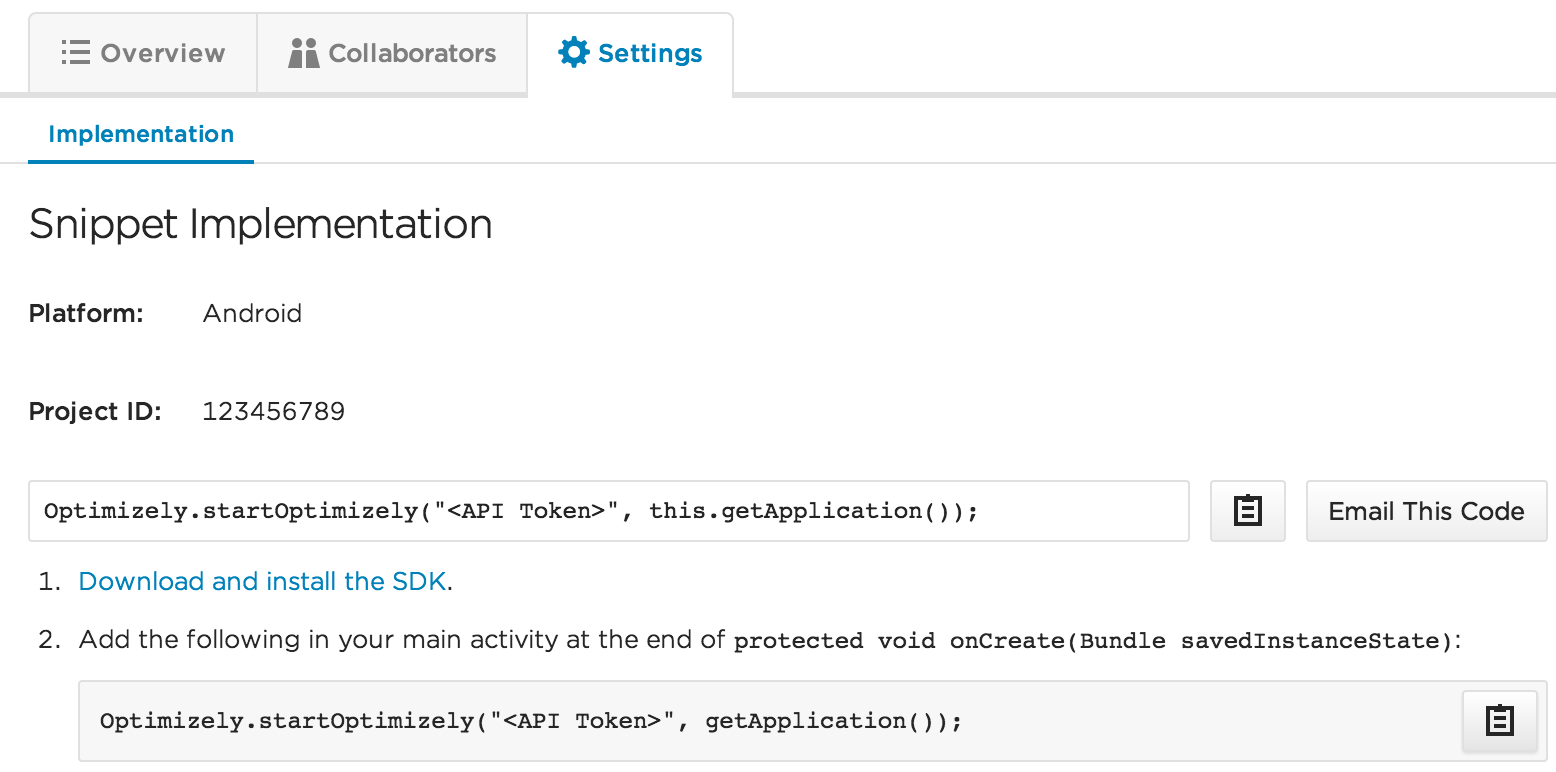 Overview Collaborators Settings
Implementation
Snippet Implementation
Platform: Android
Project ID: 123456789
Optimizely.startOptimizely("<API Token>", this.getApplication()); Email This Code
1. Download and install the SDK.
2. Add the following in your main activity at the end of protected void onCreate(Bundle savedInstanceState):
Optimizely.startOptimizely("<API Token>", getApplication());